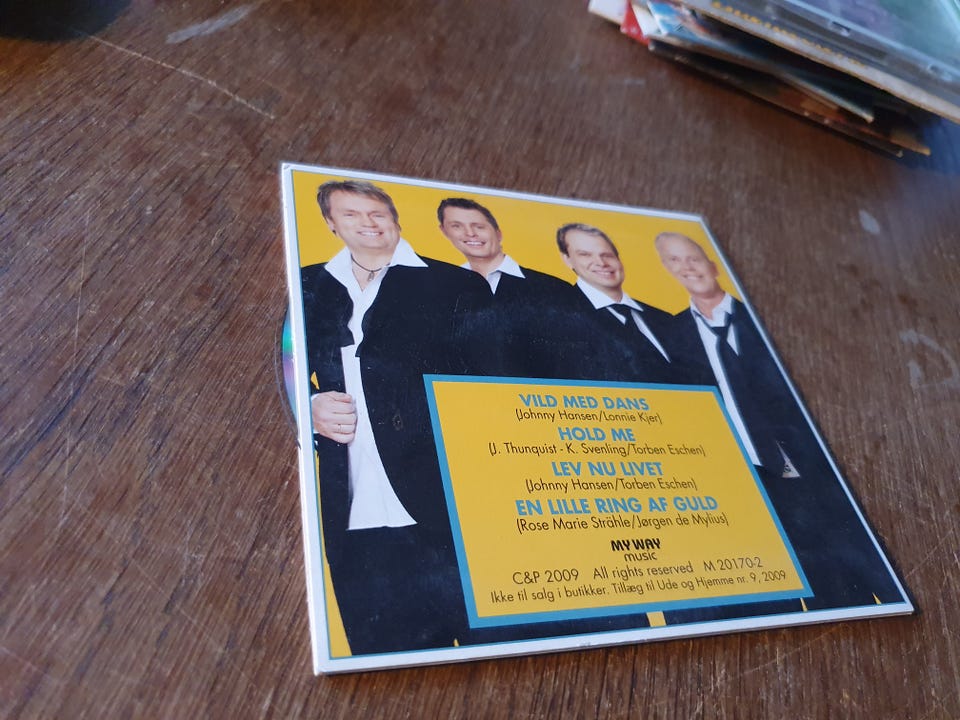 VILD MED DANS
(Johnny Hansen/Lonnie Kjer)
HOLD ME
(J. Thunquist - K. Svenling/Torben Eschen)
LEV NU LIVET
(Johnny Hansen/Torben Eschen)
EN LILLE RING AF GULD
(Rose Marie Strähle/Jørgen de Mylius)
MY WAY
music
C&P 2009 All rights reserved M 20170-2
Ikke til salg i butikker. Tillæg til Ude og Hjemme nr. 9, 2009